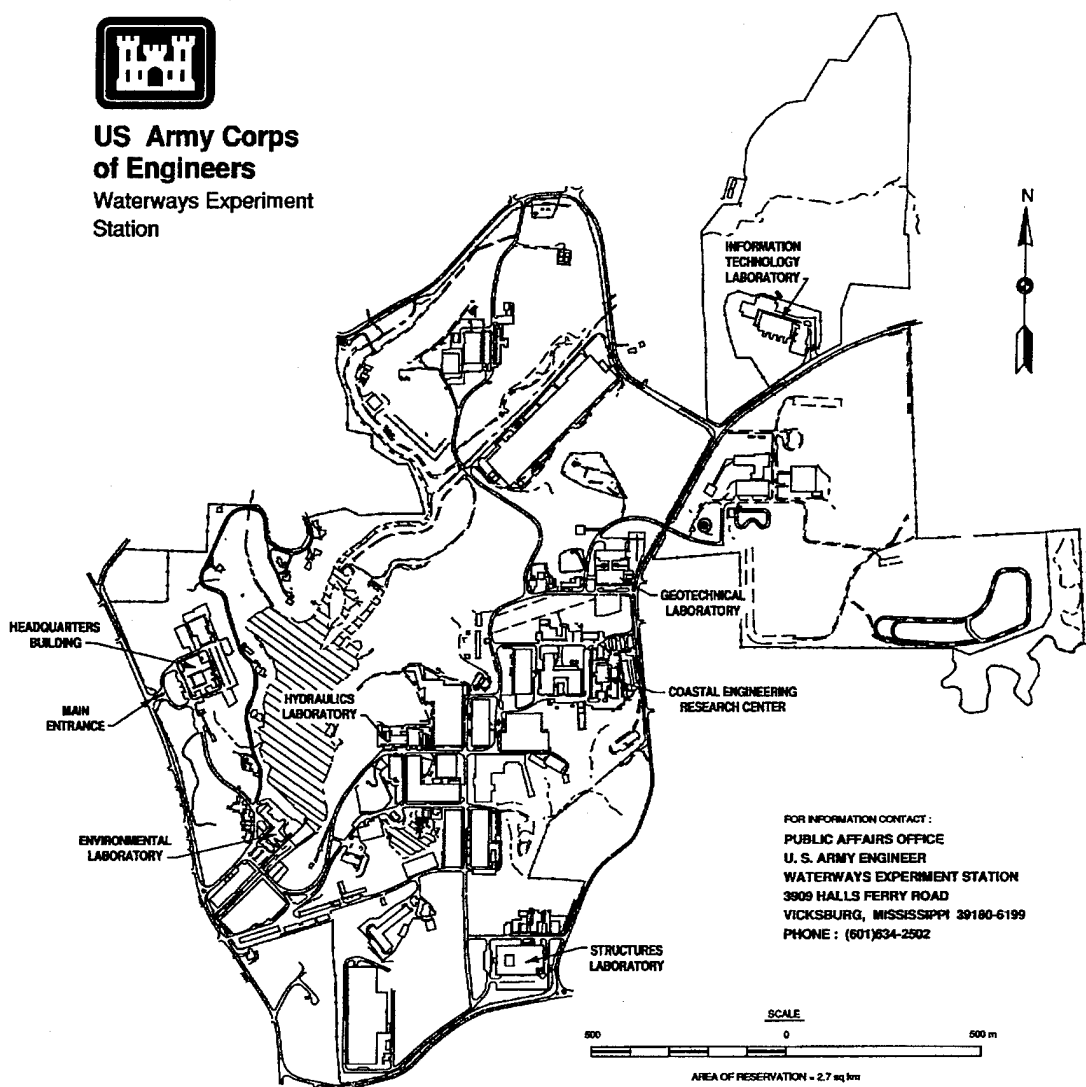 US Army Corps
of Engineers
Waterways Experiment
Station
N
INFORMATION
TECHNOLOGY
LABORATORY
GEOTECHNICAL
LABORATORY
HEADQUARTERS
BUILDING
MAIN
ENTRANCE
HYDRAULICS
LABORATORY
COASTAL ENGINEERING
RESEARCH CENTER
ENVIRONMENTAL
LABORATORY
STRUCTURES
LABORATORY
FOR INFORMATION CONTACT :
PUBLIC AFFAIRS OFFICE
U. S. ARMY ENGINEER
WATERWAYS EXPERIMENT STATION
3909 HALLS FERRY ROAD
VICKSBURG, MISSISSIPPI 39180-6199
PHONE : (601)634-2502
SCALE
500 0 500 m
AREA OF RESERVATION = 2.7 sq km